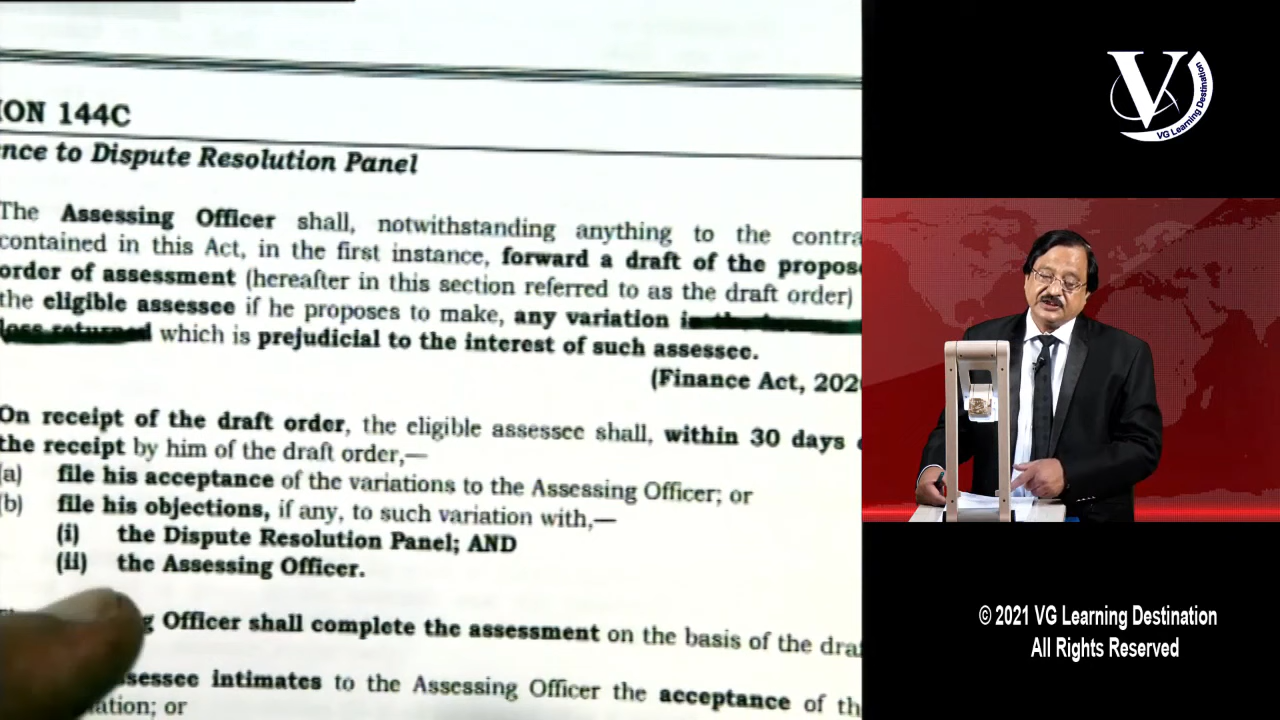 ION 144C
nce to Dispute Resolution Panel
The Assessing Officer shall, notwithstanding anything to the contra
contained in this Act, in the first instance, forward a draft of the propos
order of assessment (hereafter in this section referred to as the draft order)
the eligible assessee if he proposes to make, any variation
which is prejudicial to the interest of such assessee.
(Finance Act, 202
On receipt of the draft order, the eligible assessee shall, within 30 days
the receipt by him of the draft order,—
(a) file his acceptance of the variations to the Assessing Officer; or
(b) file his objections, if any, to such variation with,—
(i) the Dispute Resolution Panel; AND
(ii) the Assessing Officer.
g Officer shall complete the assessment on the basis of the dra
ssessee intimates to the Assessing Officer the acceptance of th
ation; or
V
VG Learning Destination
© 2021 VG Learning Destination
All Rights Reserved